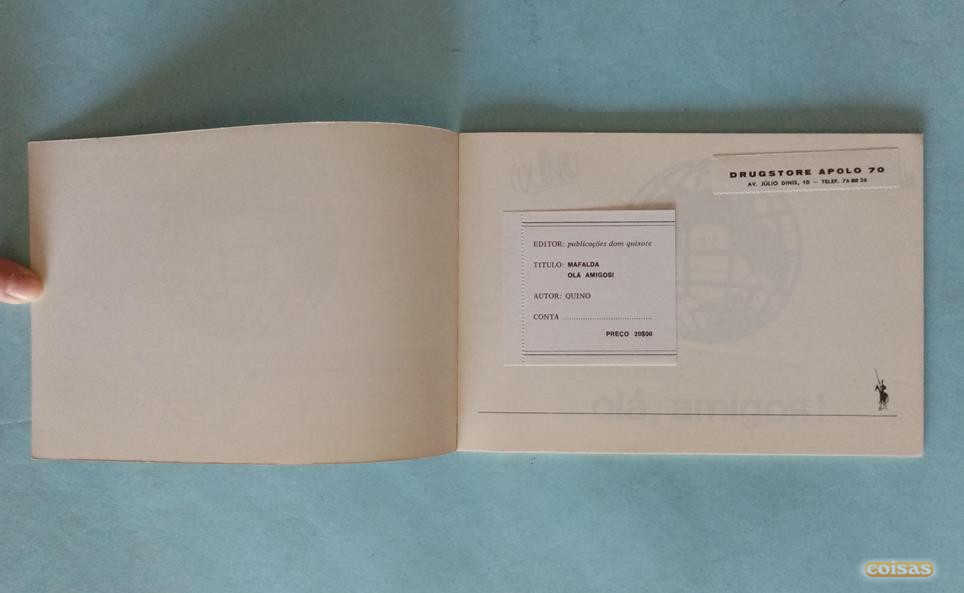 DRUGSTORE APOLO 70
AV. JÚLIO DINIS, 10 — TELEF. 76 88 36
EDITOR: publicações dom quixote
TITULO: MAFALDA
OLÁ AMIGOS!
AUTOR: QUINO
CONTA ....................................
PREÇO 20$00
olá, amigos!
coisas